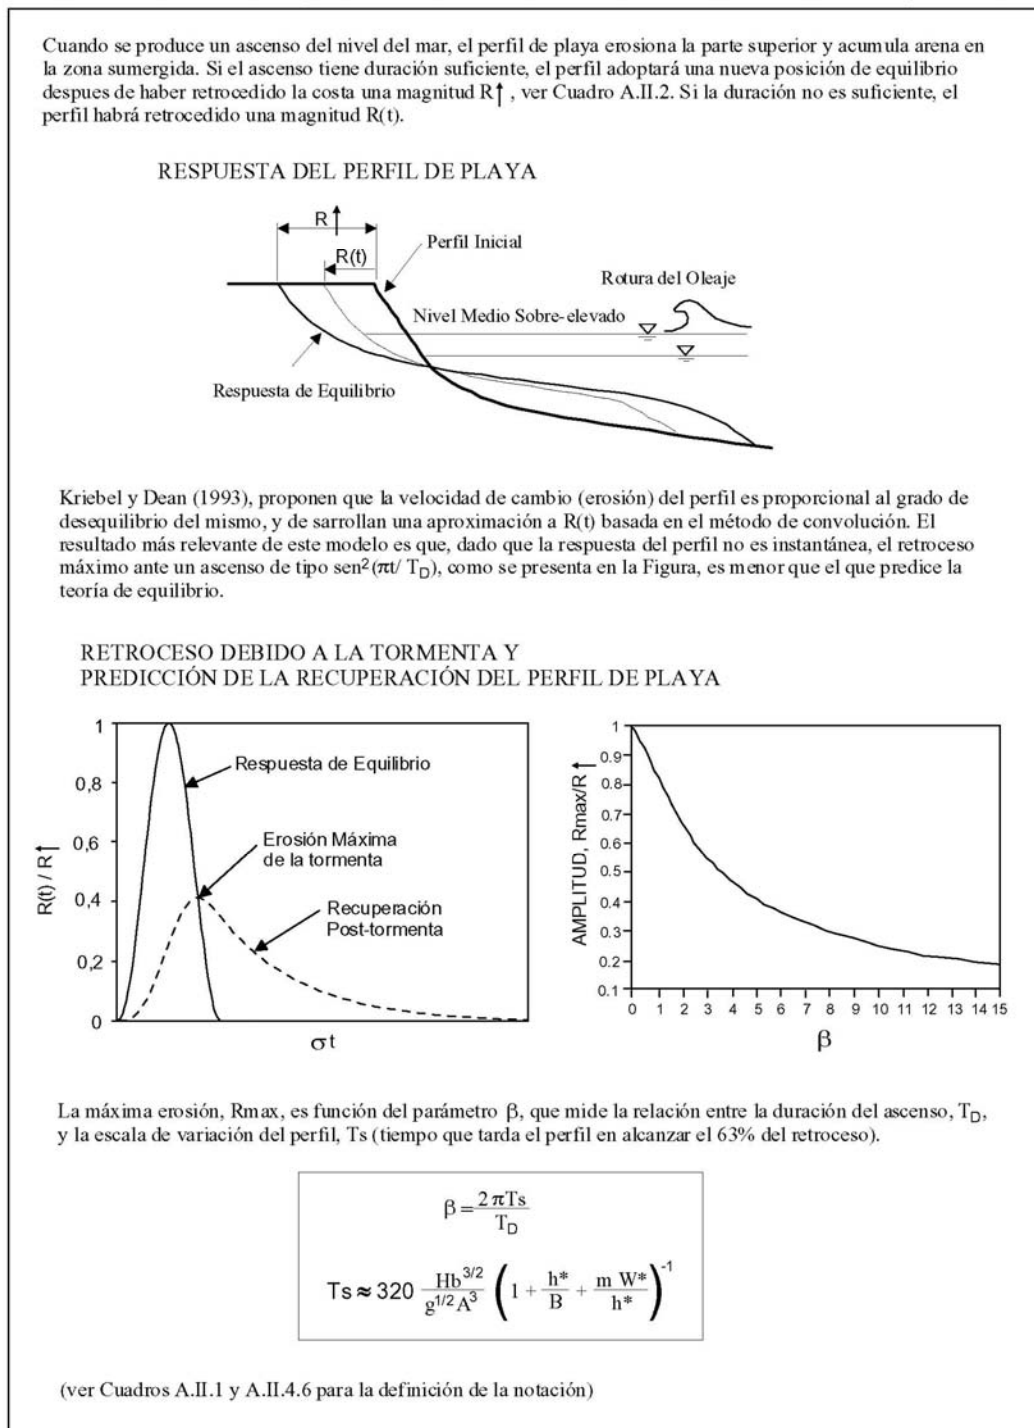 Cuando se produce un ascenso del nivel del mar, el perfil de playa erosiona la parte superior y acumula arena en
la zona sumergida. Si el ascenso tiene duración suficiente, el perfil adoptará una nueva posición de equilibrio
despues de haber retrocedido la costa una magnitud R↑ , ver Cuadro A.II.2. Si la duración no es suficiente, el
perfil habrá retrocedido una magnitud R(t).
RESPUESTA DEL PERFIL DE PLAYA
R↑
R(t)
Perfil Inicial
Rotura del Oleaje
Nivel Medio Sobre-elevado
Respuesta de Equilibrio
Kriebel y Dean (1993), proponen que la velocidad de cambio (erosión) del perfil es proporcional al grado de
desequilibrio del mismo, y de sarrollan una aproximación a R(t) basada en el método de convolución. El
resultado más relevante de este modelo es que, dado que la respuesta del perfil no es instantánea, el retroceso
máximo ante un ascenso de tipo sen²(πt/ T_D), como se presenta en la Figura, es menor que el que predice la
teoría de equilibrio.
RETROCESO DEBIDO A LA TORMENTA Y
PREDICCIÓN DE LA RECUPERACIÓN DEL PERFIL DE PLAYA
R(t) / R↑
1
0,8
0,6
0,4
0,2
0
Respuesta de Equilibrio
Erosión Máxima
de la tormenta
Recuperación
Post-tormenta
σt
AMPLITUD, Rmax/R↑
1
0.9
0.8
0.7
0.6
0.5
0.4
0.3
0.2
0.1
0 1 2 3 4 5 6 7 8 9 10 11 12 13 14 15
β
La máxima erosión, Rmax, es función del parámetro β, que mide la relación entre la duración del ascenso, T_D,
y la escala de variación del perfil, Ts (tiempo que tarda el perfil en alcanzar el 63% del retroceso).
β = 2 πTs / T_D
Ts ≈ 320 Hb^3/2 / g^1/2 A^3 (1 + h*/B + m W*/h*)^-1
(ver Cuadros A.II.1 y A.II.4.6 para la definición de la notación)